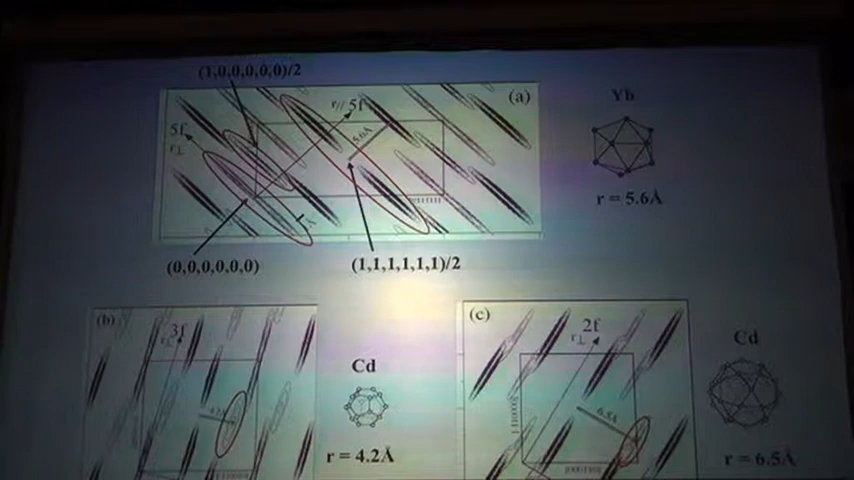 (1,0,0,0,0,0)/2
(a)
r// 5f
5f
r⊥
5.6Å
(0,0,0,0,0,0)
(1,1,1,1,1,1)/2
Yb
r = 5.6Å
(b)
3f
r⊥
Cd
r = 4.2Å
(c)
2f
r⊥
6.5Å
Cd
r = 6.5Å